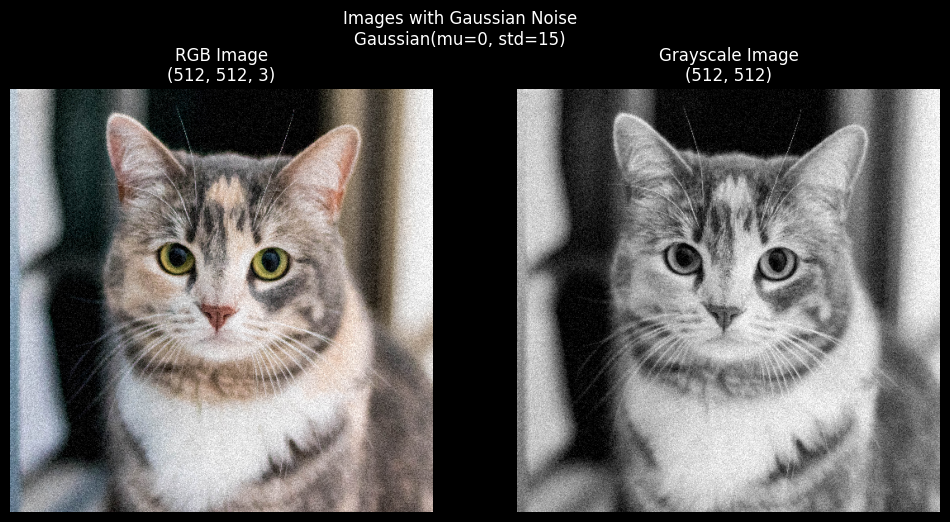 Images with Gaussian Noise
Gaussian(mu=0, std=15)
RGB Image
(512, 512, 3)
Grayscale Image
(512, 512)